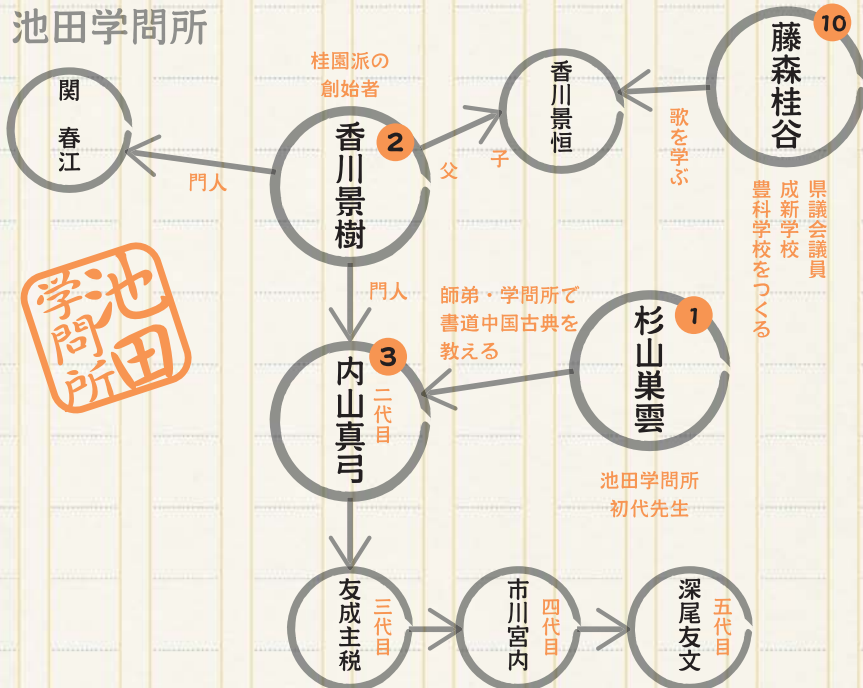 池田学問所
関 春江
門人
桂園派の
創始者
2
香川景樹
父
子
香川景恒
歌を学ぶ
10
藤森桂谷
県議会議員
成新学校
豊科学校をつくる
池田
学問所
門人
師弟・学問所で
書道中国古典を
教える
1
杉山巣雲
池田学問所
初代先生
3
内山真弓
二代目
友成主税
三代目
市川宮内
四代目
深尾友文
五代目